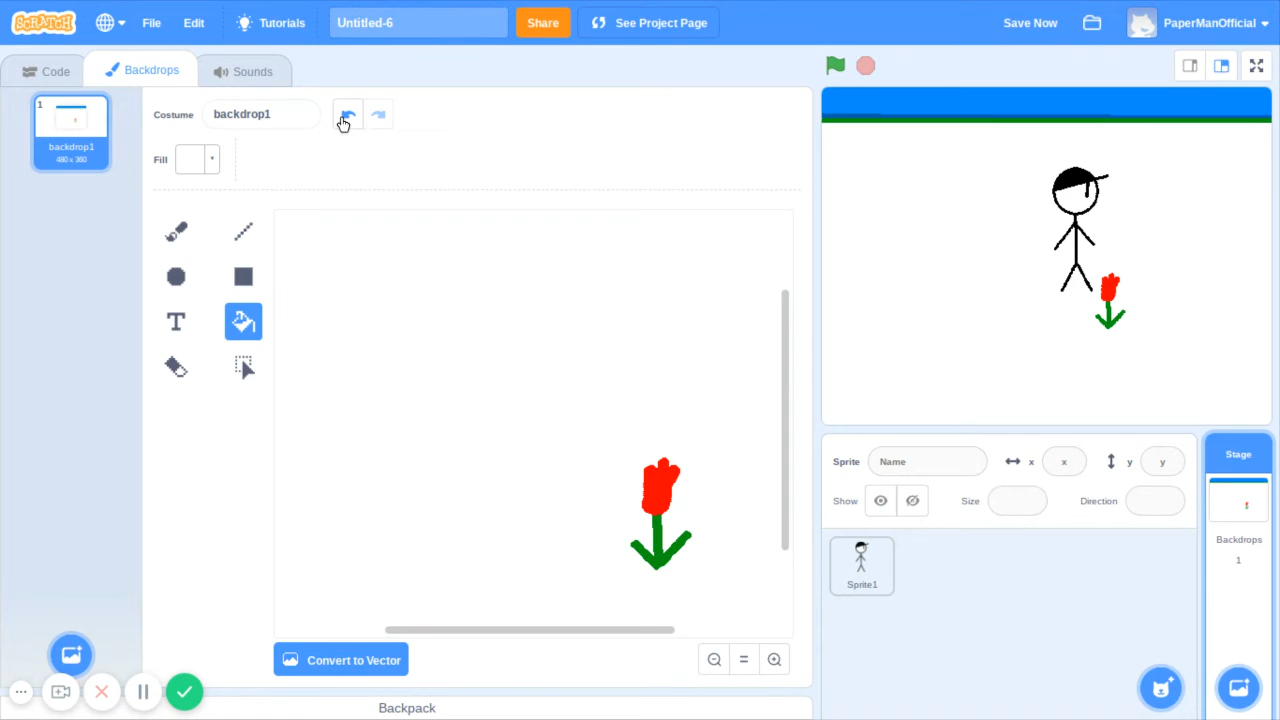 SCRATCH File Edit Tutorials Untitled-6 Share See Project Page Save Now PaperManOfficial
Code Backdrops Sounds
1
backdrop1
480 x 360
Costume backdrop1
Fill
T
Convert to Vector
Backpack
Sprite Name x x y y
Show Size Direction
Sprite1
Stage
Backdrops
1